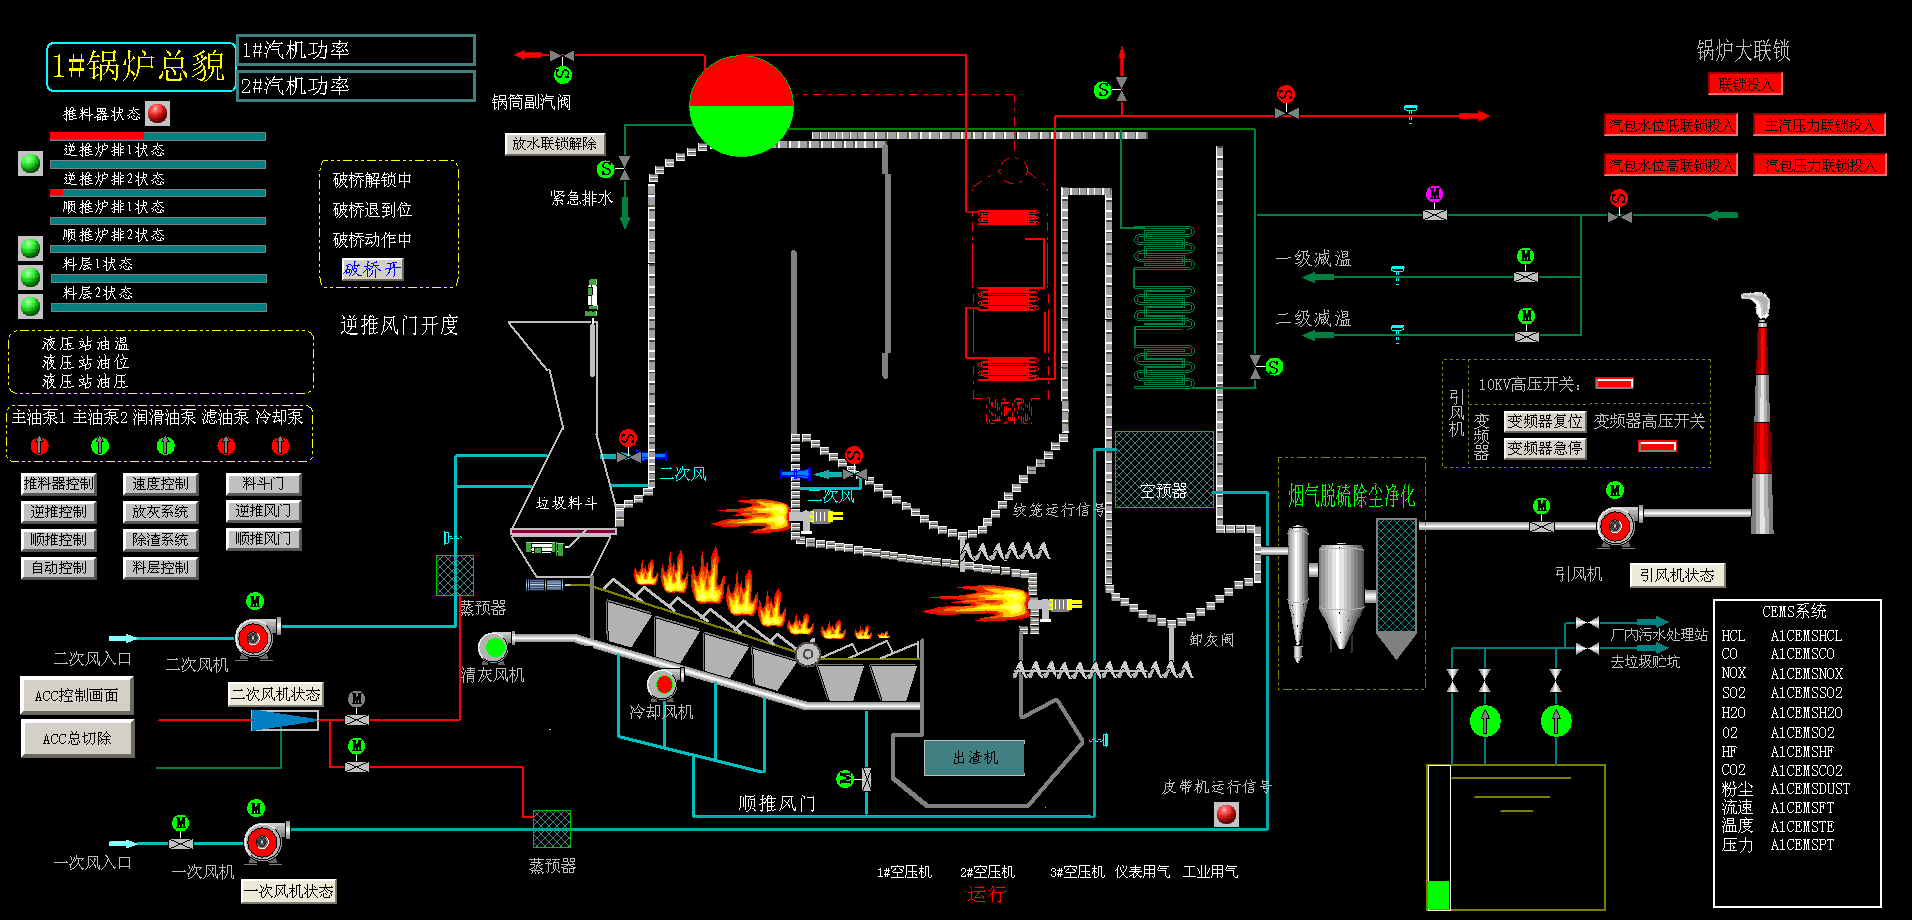 1#锅炉总貌
1#汽机功率
2#汽机功率
推料器状态
逆推炉排1状态
逆推炉排2状态
顺推炉排1状态
顺推炉排2状态
料层1状态
料层2状态
破桥解锁中
破桥退到位
破桥动作中
破桥开
逆推风门开度
液压站油温
液压站油位
液压站油压
主油泵1 主油泵2 润滑油泵 滤油泵 冷却泵
推料器控制 速度控制 料斗门
逆推控制 放灰系统 逆推风门
顺推控制 除渣系统 顺推风门
自动控制 料层控制
锅筒副汽阀
放水联锁解除
紧急排水
垃圾料斗
二次风
二次风
绞笼运行信号
空预器
卸灰阀
蒸预器
清灰风机
冷却风机
出渣机
顺推风门
皮带机运行信号
二次风入口
二次风机
二次风机状态
ACC控制画面
ACC总切除
一次风入口
一次风机
一次风机状态
蒸预器
1#空压机 2#空压机 3#空压机 仪表用气 工业用气
运行
锅炉大联锁
联锁投入
汽包水位低联锁投入 主汽压力联锁投入
汽包水位高联锁投入 汽包压力联锁投入
一级减温
二级减温
引风机
10KV高压开关:
变频器
变频器复位 变频器高压开关
变频器急停
烟气脱硫除尘净化
引风机
引风机状态
厂内污水处理站
去垃圾贮坑
CEMS系统
HCL A1CEMSHCL
CO A1CEMSCO
NOX A1CEMSNOX
SO2 A1CEMSSO2
H2O A1CEMSH2O
O2 A1CEMSO2
HF A1CEMSHF
CO2 A1CEMSCO2
粉尘 A1CEMSDUST
流速 A1CEMSFT
温度 A1CEMSTE
压力 A1CEMSPT